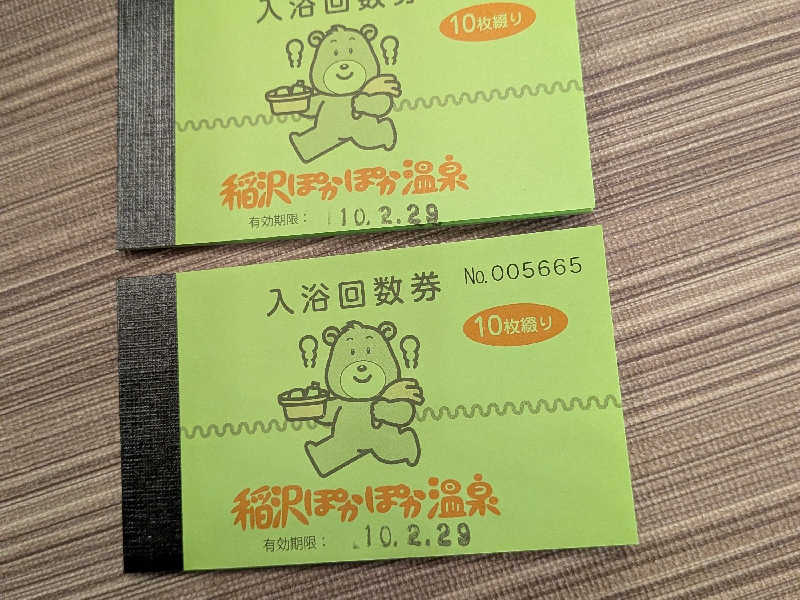 入浴回数券
10枚綴り
稲沢ぽかぽか温泉
有効期限： 10.2.29
入浴回数券 No.005665
10枚綴り
稲沢ぽかぽか温泉
有効期限： 10.2.29